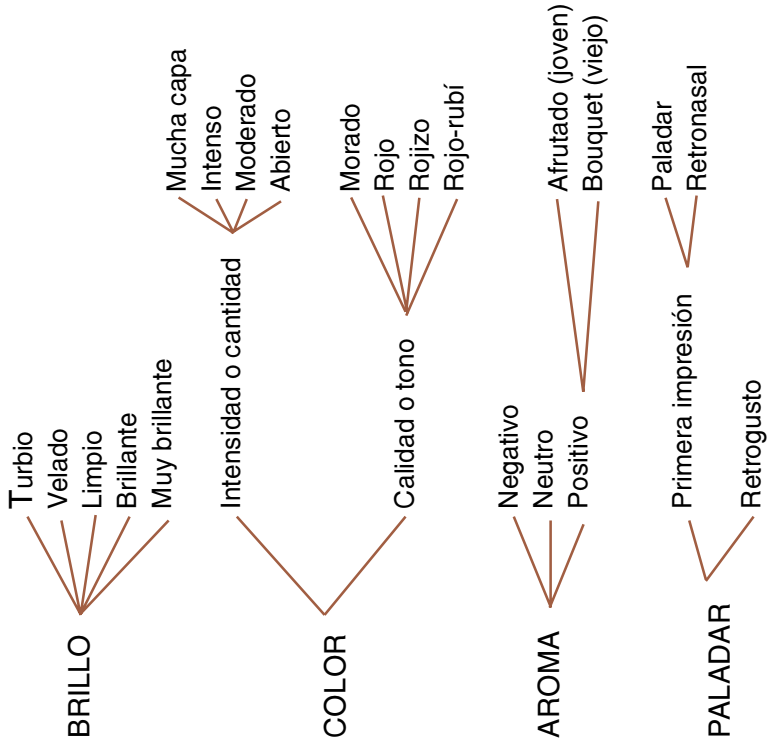 BRILLO
Turbio
Velado
Limpio
Brillante
Muy brillante
COLOR
Intensidad o cantidad
Mucha capa
Intenso
Moderado
Abierto
Calidad o tono
Morado
Rojo
Rojizo
Rojo-rubí
AROMA
Negativo
Neutro
Positivo
Afrutado (joven)
Bouquet (viejo)
PALADAR
Primera impresión
Paladar
Retronasal
Retrogusto